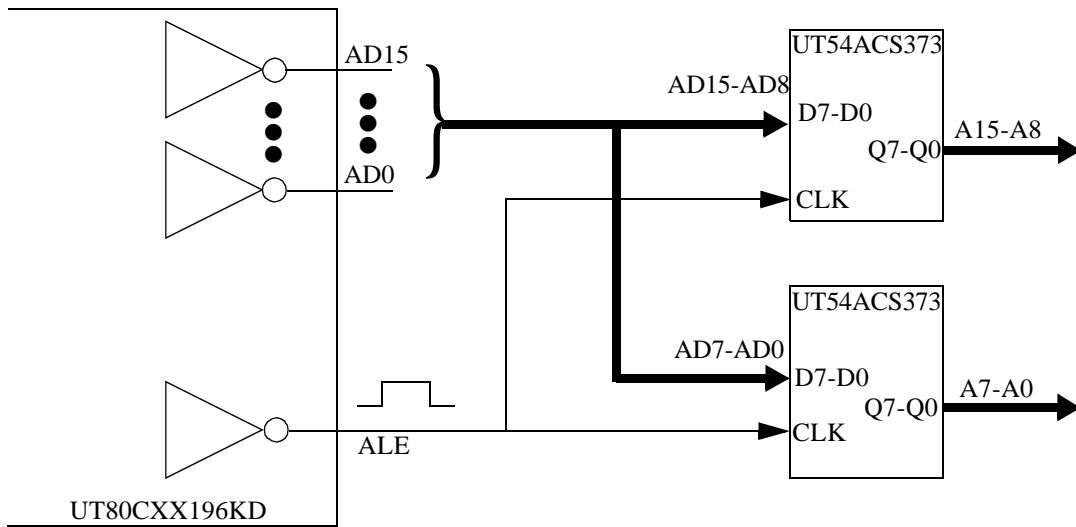 AD15
AD0
ALE
UT80CXX196KD
UT54ACS373
AD15-AD8
D7-D0
Q7-Q0
A15-A8
CLK
UT54ACS373
AD7-AD0
D7-D0
Q7-Q0
A7-A0
CLK